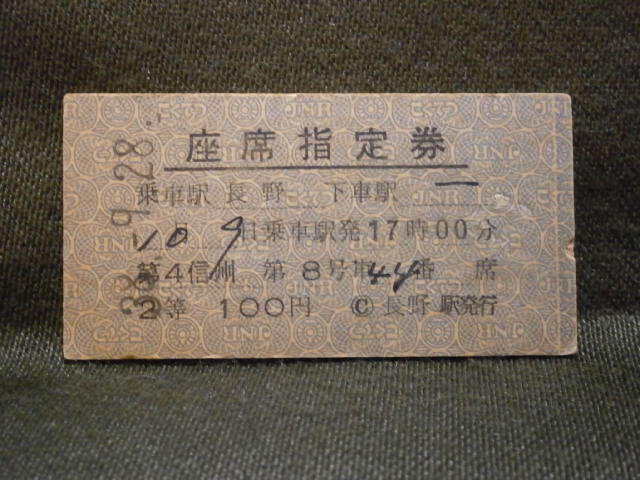 座席指定券
乗車駅 長野 下車駅 —
10 9日乗車駅発17時00分
第4信州 第8号車44番席
2等 100円 Ⓒ長野駅発行
38.-9.28.